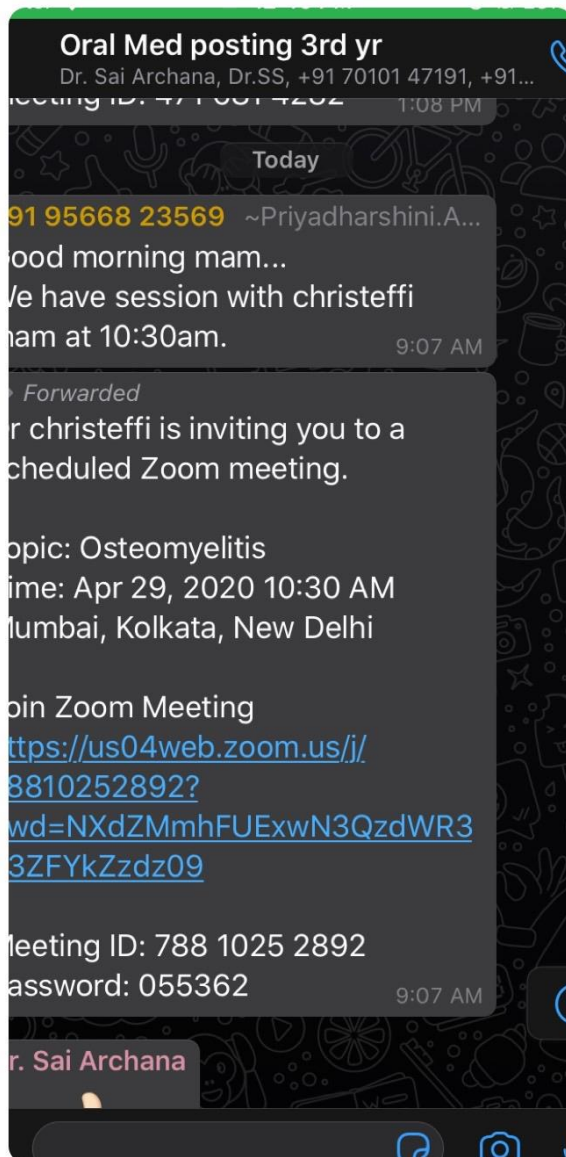 Oral Med posting 3rd yr
Dr. Sai Archana, Dr.SS, +91 70101 47191, +91...
1:08 PM
Today
91 95668 23569 ~Priyadharshini.A...
ood morning mam...
Ve have session with christeffi
nam at 10:30am. 9:07 AM
Forwarded
r christeffi is inviting you to a
cheduled Zoom meeting.
opic: Osteomyelitis
ime: Apr 29, 2020 10:30 AM
Mumbai, Kolkata, New Delhi
oin Zoom Meeting
ttps://us04web.zoom.us/j/
8810252892?
wd=NXdZMmhFUExwN3QzdWR3
3ZFYkZzdz09
Meeting ID: 788 1025 2892
assword: 055362 9:07 AM
r. Sai Archana